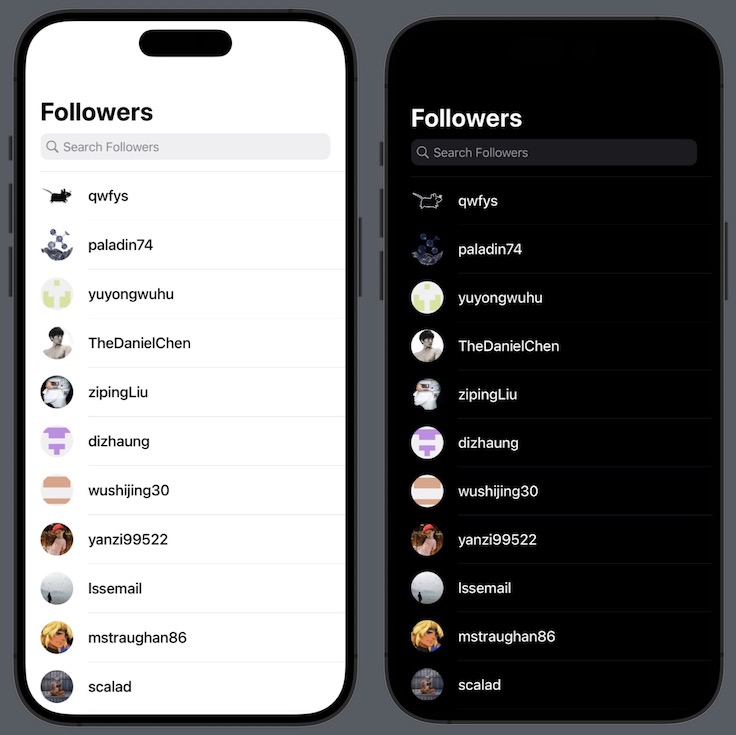 Followers
Search Followers
qwfys
paladin74
yuyongwuhu
TheDanielChen
zipingLiu
dizhaung
wushijing30
yanzi99522
lssemail
mstraughan86
scalad
Followers
Search Followers
qwfys
paladin74
yuyongwuhu
TheDanielChen
zipingLiu
dizhaung
wushijing30
yanzi99522
lssemail
mstraughan86
scalad